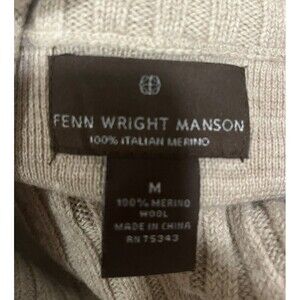 FENN WRIGHT MANSON
100% ITALIAN MERINO
M
100% MERINO
WOOL
MADE IN CHINA
RN 75343